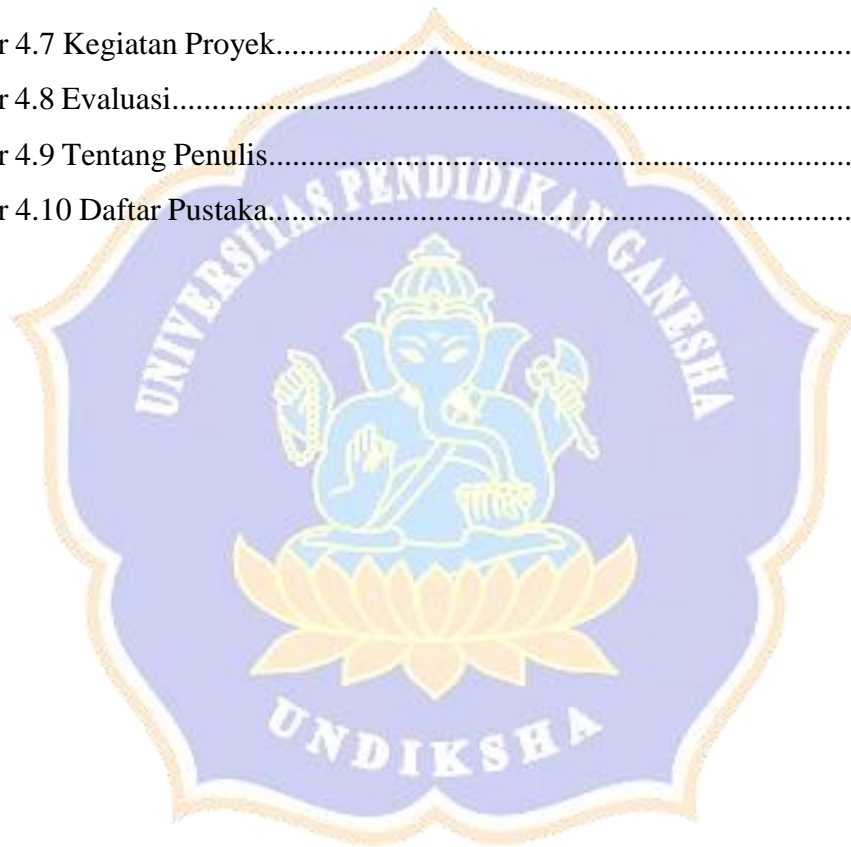 r 4.7 Kegiatan Proyek................................................................................
r 4.8 Evaluasi.............................................................................................
r 4.9 Tentang Penulis.................................................................................
r 4.10 Daftar Pustaka.................................................................................
UNIVERSITAS PENDIDIKAN GANESHA
UNDIKSHA